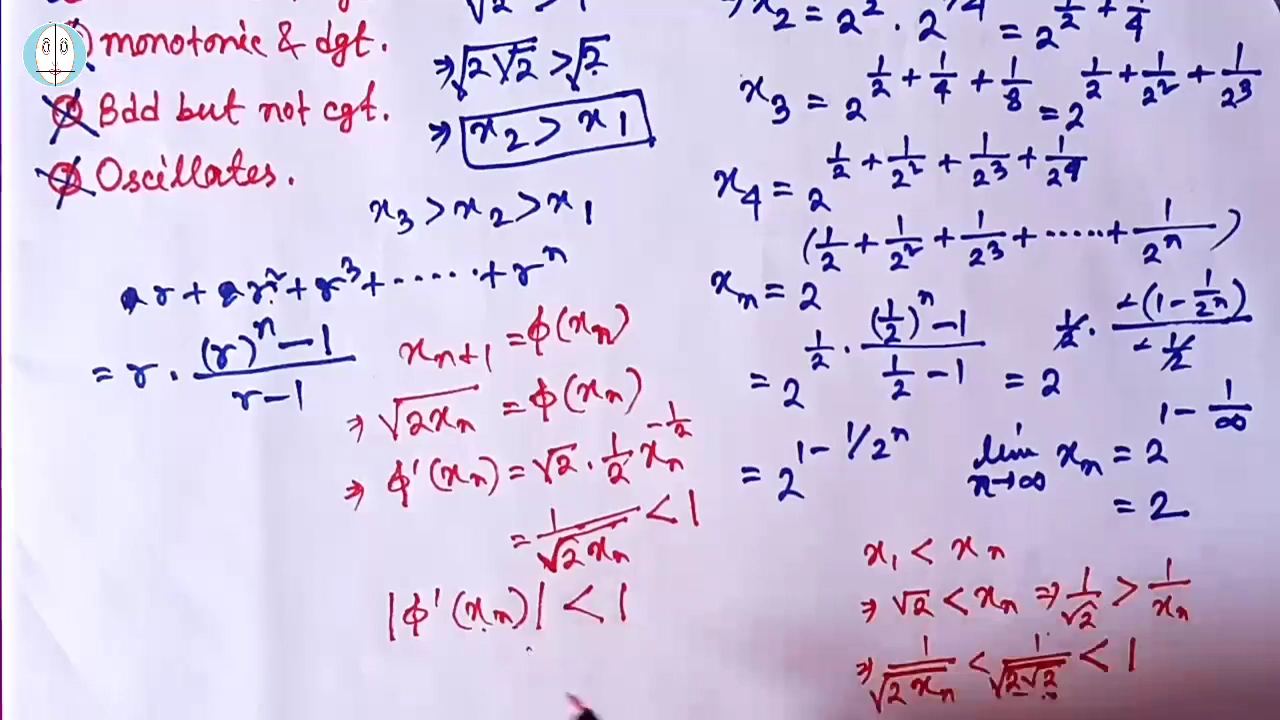 √2 > 1
monotonic & dgt.
⇒ √(2√2) > √2
Bdd but not cgt.
⇒ x₂ > x₁
Oscillates.
x₃ > x₂ > x₁
r + r² + r³ + ..... + rⁿ
= r · ((r)ⁿ − 1)/(r − 1)
xₙ₊₁ = ϕ(xₙ)
⇒ √(2xₙ) = ϕ(xₙ)
⇒ ϕ'(xₙ) = √2 · 1/2 xₙ^(−1/2)
= 1/√(2xₙ) < 1
|ϕ'(xₙ)| < 1
x₂ = 2^(1/2) · 2^(1/4) = 2^(1/2 + 1/4)
x₃ = 2^(1/2 + 1/4 + 1/8) = 2^(1/2 + 1/2² + 1/2³)
x₄ = 2^(1/2 + 1/2² + 1/2³ + 1/2⁴)
xₙ = 2^(1/2 + 1/2² + 1/2³ + ..... + 1/2ⁿ)
= 2^(1/2 · ((1/2)ⁿ − 1)/(1/2 − 1)) = 2^(1/2 · −(1 − 1/2ⁿ)/(−1/2))
= 2^(1 − 1/2ⁿ) lim n→∞ xₙ = 2^(1 − 1/∞)
= 2
x₁ < xₙ
⇒ √2 < xₙ ⇒ 1/√2 > 1/xₙ
⇒ 1/√(2xₙ) < 1/√(2√2) < 1